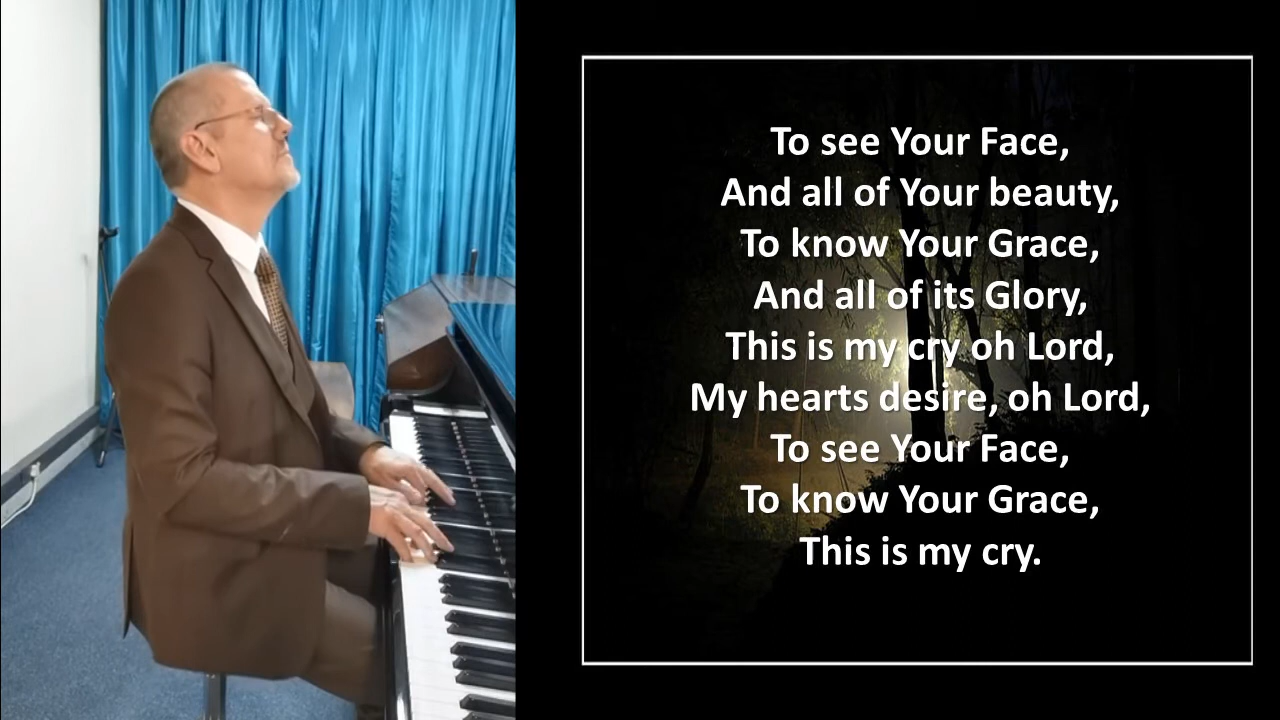 To see Your Face,
And all of Your beauty,
To know Your Grace,
And all of its Glory,
This is my cry oh Lord,
My hearts desire, oh Lord,
To see Your Face,
To know Your Grace,
This is my cry.